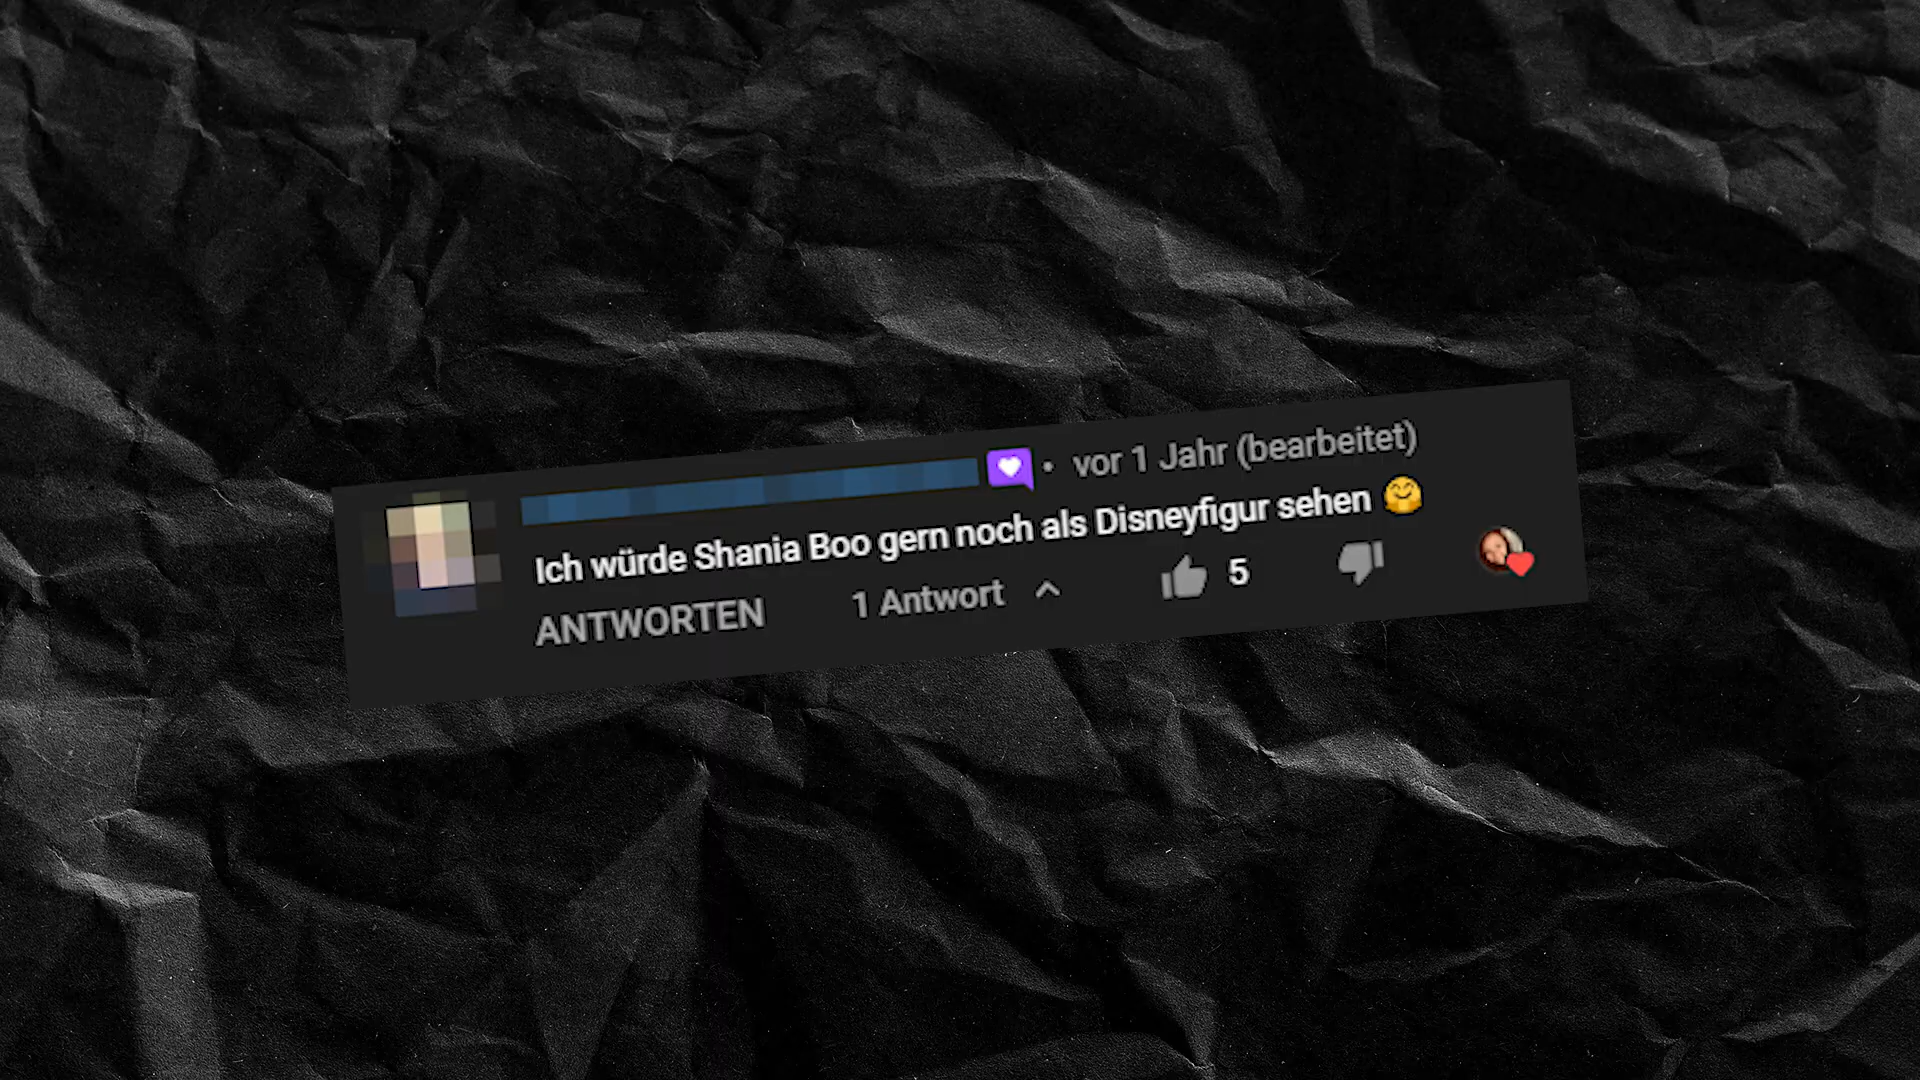 • vor 1 Jahr (bearbeitet)
Ich würde Shania Boo gern noch als Disneyfigur sehen 🤗
ANTWORTEN 1 Antwort 5